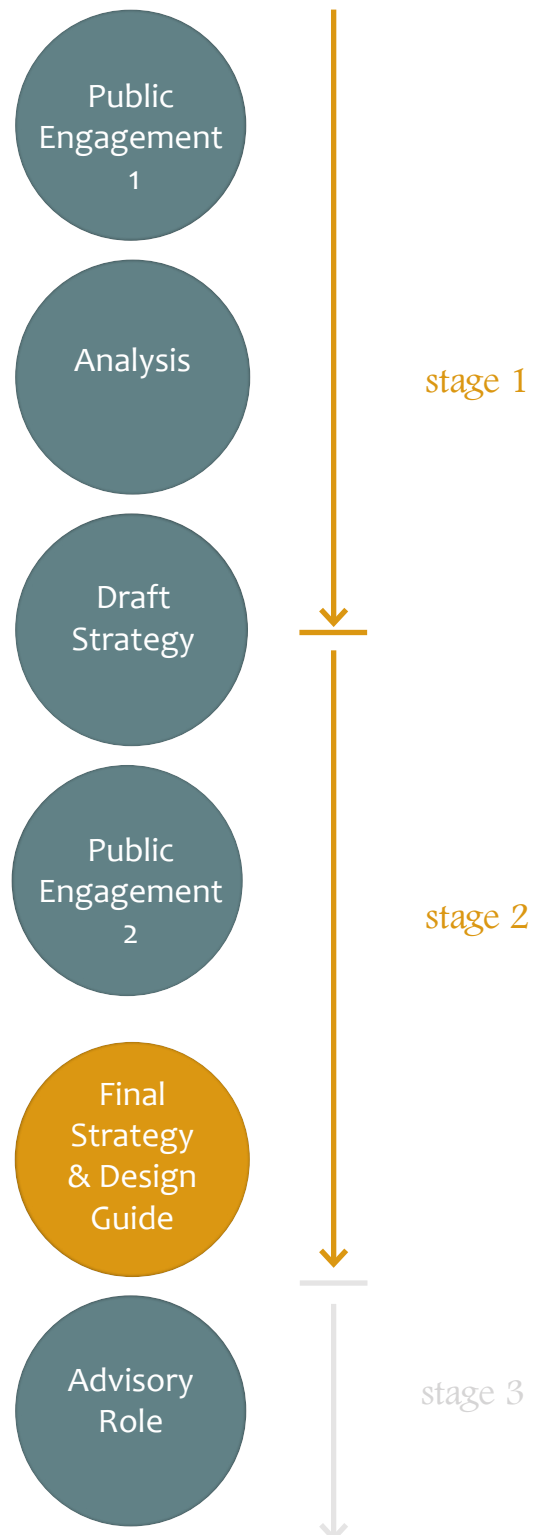 Public
Engagement
1
Analysis
stage 1
Draft
Strategy
Public
Engagement
2
stage 2
Final
Strategy
& Design
Guide
Advisory
Role
stage 3